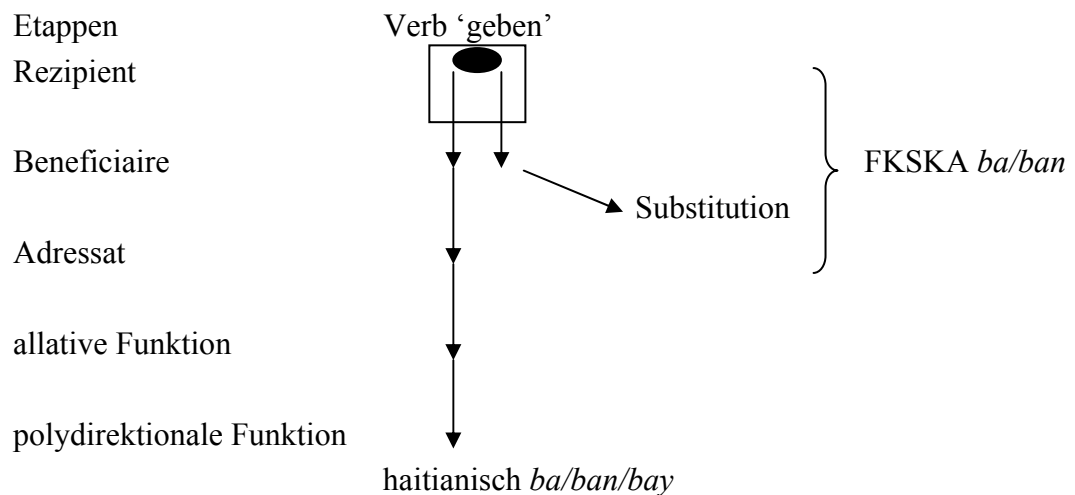 Etappen Verb ‘geben’
Rezipient
Beneficiaire FKSKA ba/ban
Substitution
Adressat
allative Funktion
polydirektionale Funktion
haitianisch ba/ban/bay